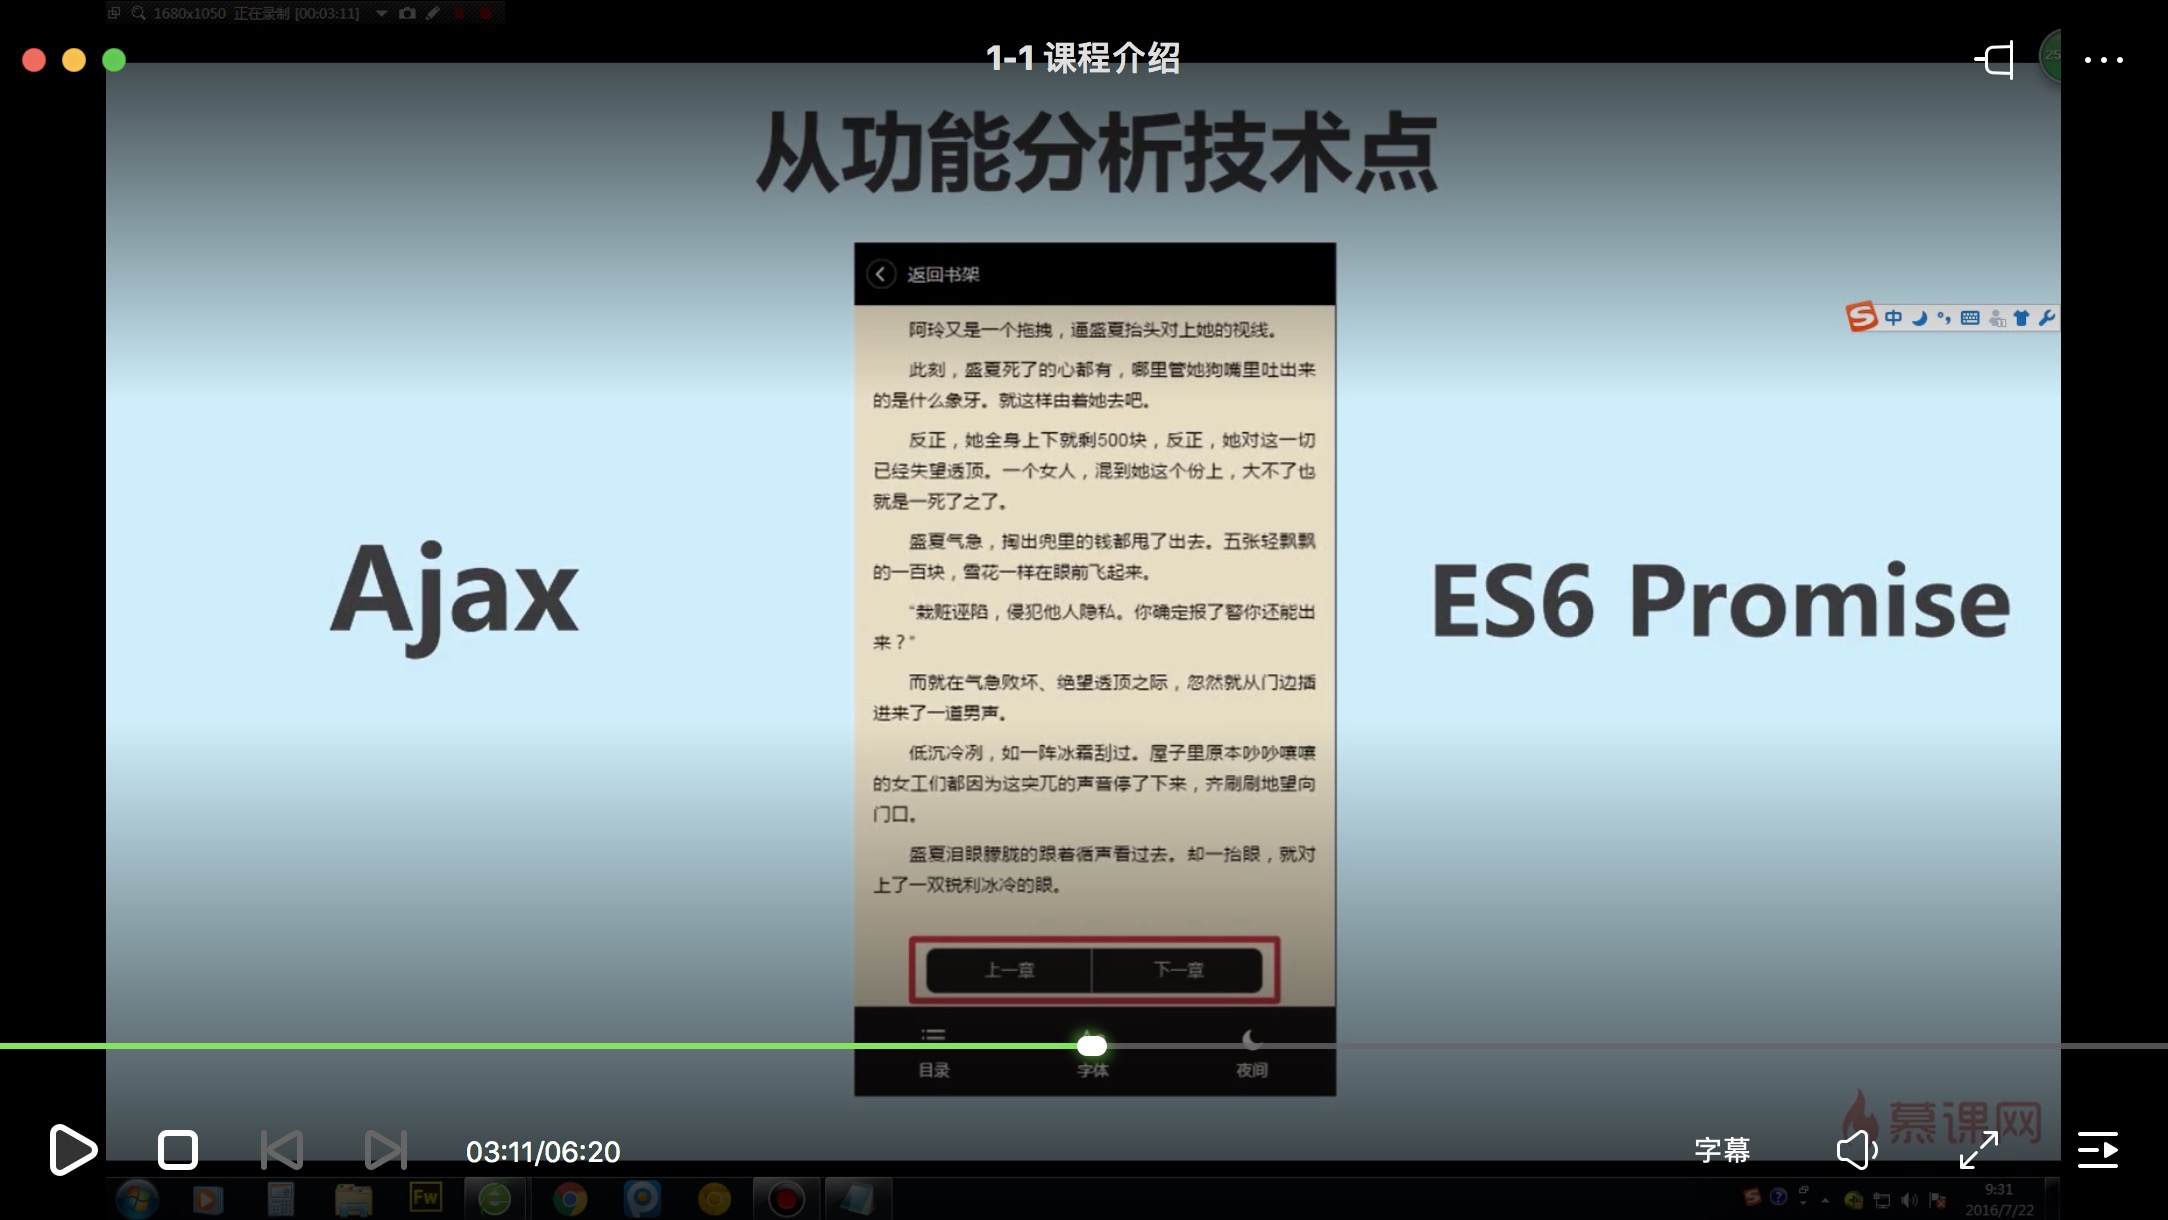 1680x1050 正在录制 [00:03:11]
1-1 课程介绍
25
从功能分析技术点
返回书架
阿玲又是一个拖拽，逼盛夏抬头对上她的视线。
此刻，盛夏死了的心都有，哪里管她狗嘴里吐出来
的是什么象牙。就这样由着她去吧。
反正，她全身上下就剩500块，反正，她对这一切
已经失望透顶。一个女人，混到她这个份上，大不了也
就是一死了之了。
盛夏气急，掏出兜里的钱都甩了出去。五张轻飘飘
的一百块，雪花一样在眼前飞起来。
“栽赃诬陷，侵犯他人隐私。你确定报了警你还能出
来？”
而就在气急败坏、绝望透顶之际，忽然就从门边插
进来了一道男声。
低沉冷冽，如一阵冰霜刮过。屋子里原本吵吵嚷嚷
的女工们都因为这突兀的声音停了下来，齐刷刷地望向
门口。
盛夏泪眼朦胧的跟着循声看过去。却一抬眼，就对
上了一双锐利冰冷的眼。
上一章 下一章
目录 字体 夜间
Ajax
ES6 Promise
S 中
慕课网
03:11/06:20
字幕
Fw
9:31
2016/7/22